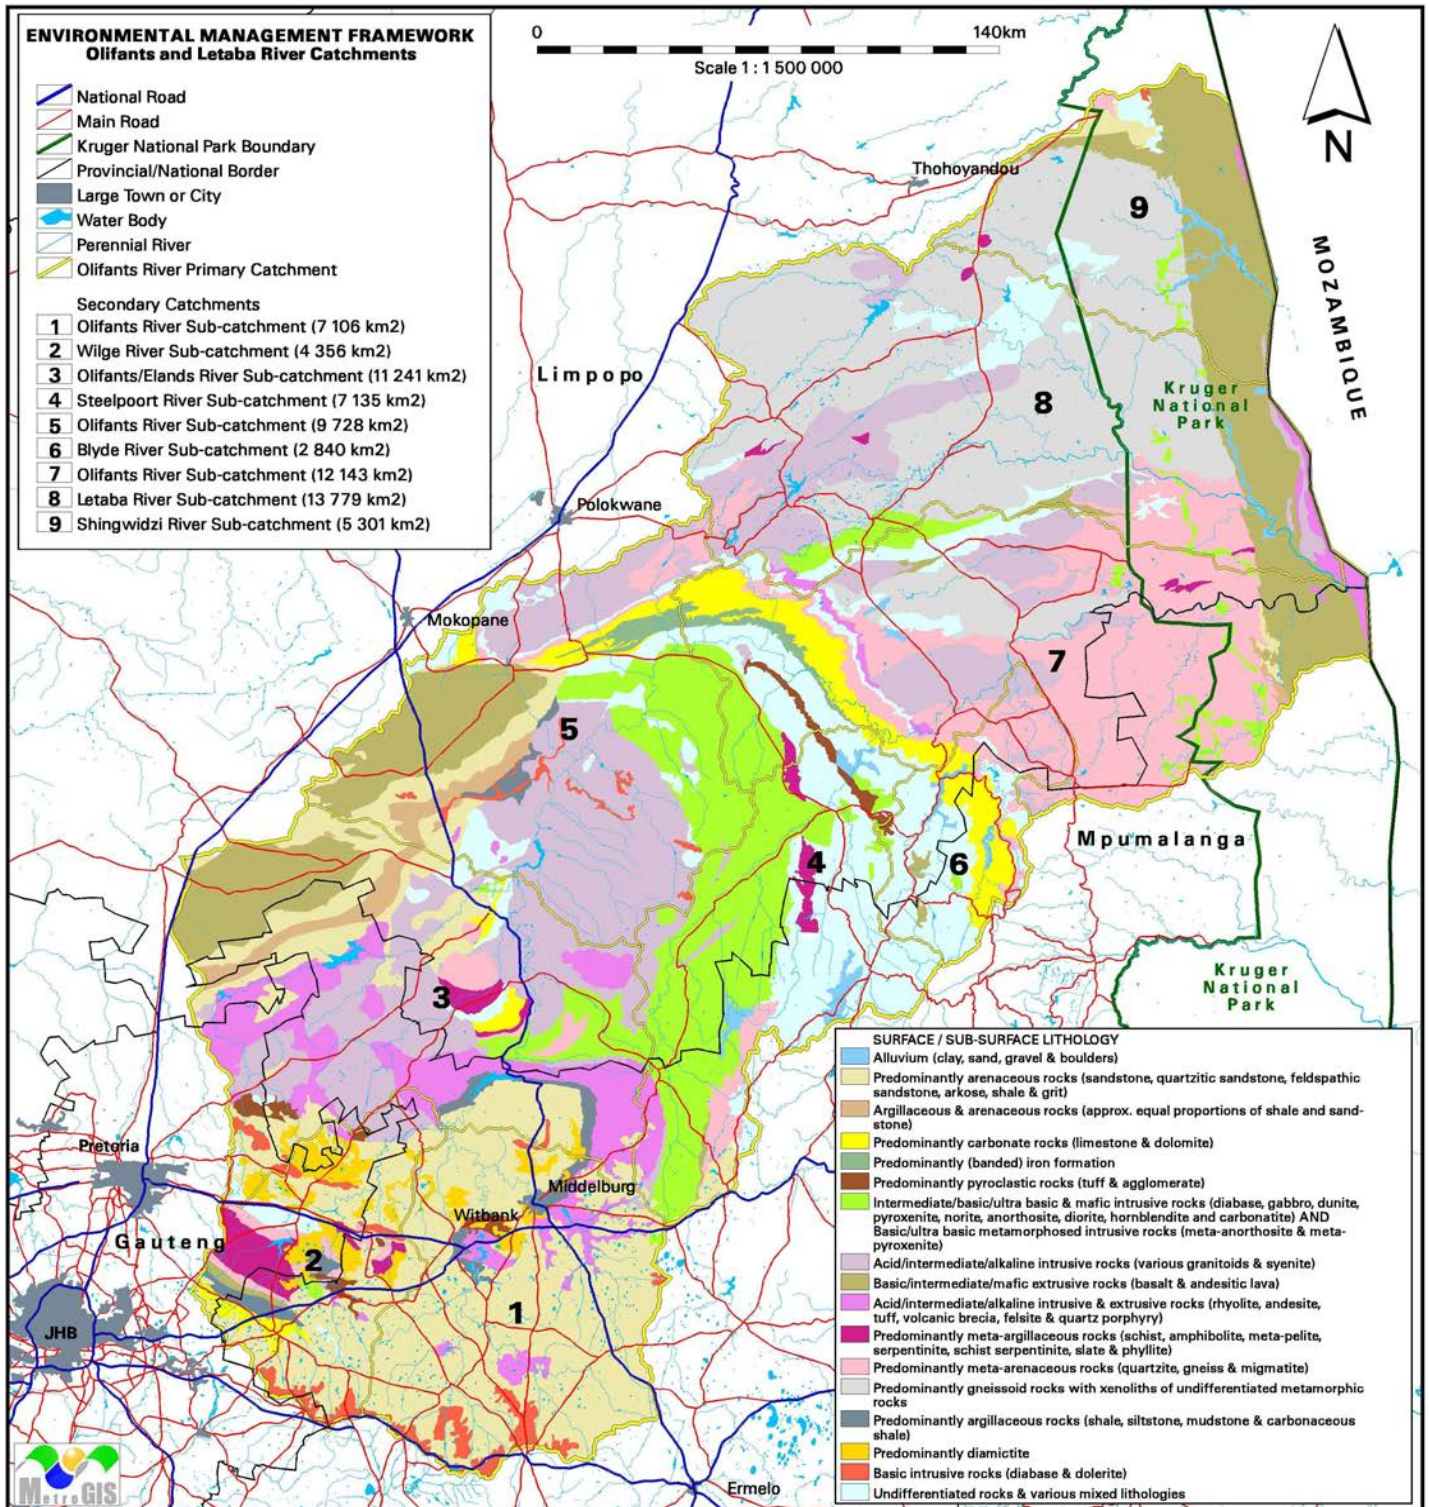 ENVIRONMENTAL MANAGEMENT FRAMEWORK
Olifants and Letaba River Catchments
National Road
Main Road
Kruger National Park Boundary
Provincial/National Border
Large Town or City
Water Body
Perennial River
Olifants River Primary Catchment
Secondary Catchments
1 Olifants River Sub-catchment (7 106 km2)
2 Wilge River Sub-catchment (4 356 km2)
3 Olifants/Elands River Sub-catchment (11 241 km2)
4 Steelpoort River Sub-catchment (7 135 km2)
5 Olifants River Sub-catchment (9 728 km2)
6 Blyde River Sub-catchment (2 840 km2)
7 Olifants River Sub-catchment (12 143 km2)
8 Letaba River Sub-catchment (13 779 km2)
9 Shingwidzi River Sub-catchment (5 301 km2)
0 140km
Scale 1 : 1 500 000
N
Thohoyandou
9
MOZAMBIQUE
Limpopo
Kruger
National
Park
8
Polokwane
Mokopane
7
5
Mpumalanga
4
6
3
Kruger
National
Park
Pretoria
Middelburg
Witbank
Gauteng
2
1
JHB
Ermelo
MetroGIS
SURFACE / SUB-SURFACE LITHOLOGY
Alluvium (clay, sand, gravel & boulders)
Predominantly arenaceous rocks (sandstone, quartzitic sandstone, feldspathic
sandstone, arkose, shale & grit)
Argillaceous & arenaceous rocks (approx. equal proportions of shale and sand-
stone)
Predominantly carbonate rocks (limestone & dolomite)
Predominantly (banded) iron formation
Predominantly pyroclastic rocks (tuff & agglomerate)
Intermediate/basic/ultra basic & mafic intrusive rocks (diabase, gabbro, dunite,
pyroxenite, norite, anorthosite, diorite, hornblendite and carbonatite) AND
Basic/ultra basic metamorphosed intrusive rocks (meta-anorthosite & meta-
pyroxenite)
Acid/intermediate/alkaline intrusive rocks (various granitoids & syenite)
Basic/intermediate/mafic extrusive rocks (basalt & andesitic lava)
Acid/intermediate/alkaline intrusive & extrusive rocks (rhyolite, andesite,
tuff, volcanic brecia, felsite & quartz porphyry)
Predominantly meta-argillaceous rocks (schist, amphibolite, meta-pelite,
serpentinite, schist serpentinite, slate & phyllite)
Predominantly meta-arenaceous rocks (quartzite, gneiss & migmatite)
Predominantly gneissoid rocks with xenoliths of undifferentiated metamorphic
rocks
Predominantly argillaceous rocks (shale, siltstone, mudstone & carbonaceous
shale)
Predominantly diamictite
Basic intrusive rocks (diabase & dolerite)
Undifferentiated rocks & various mixed lithologies